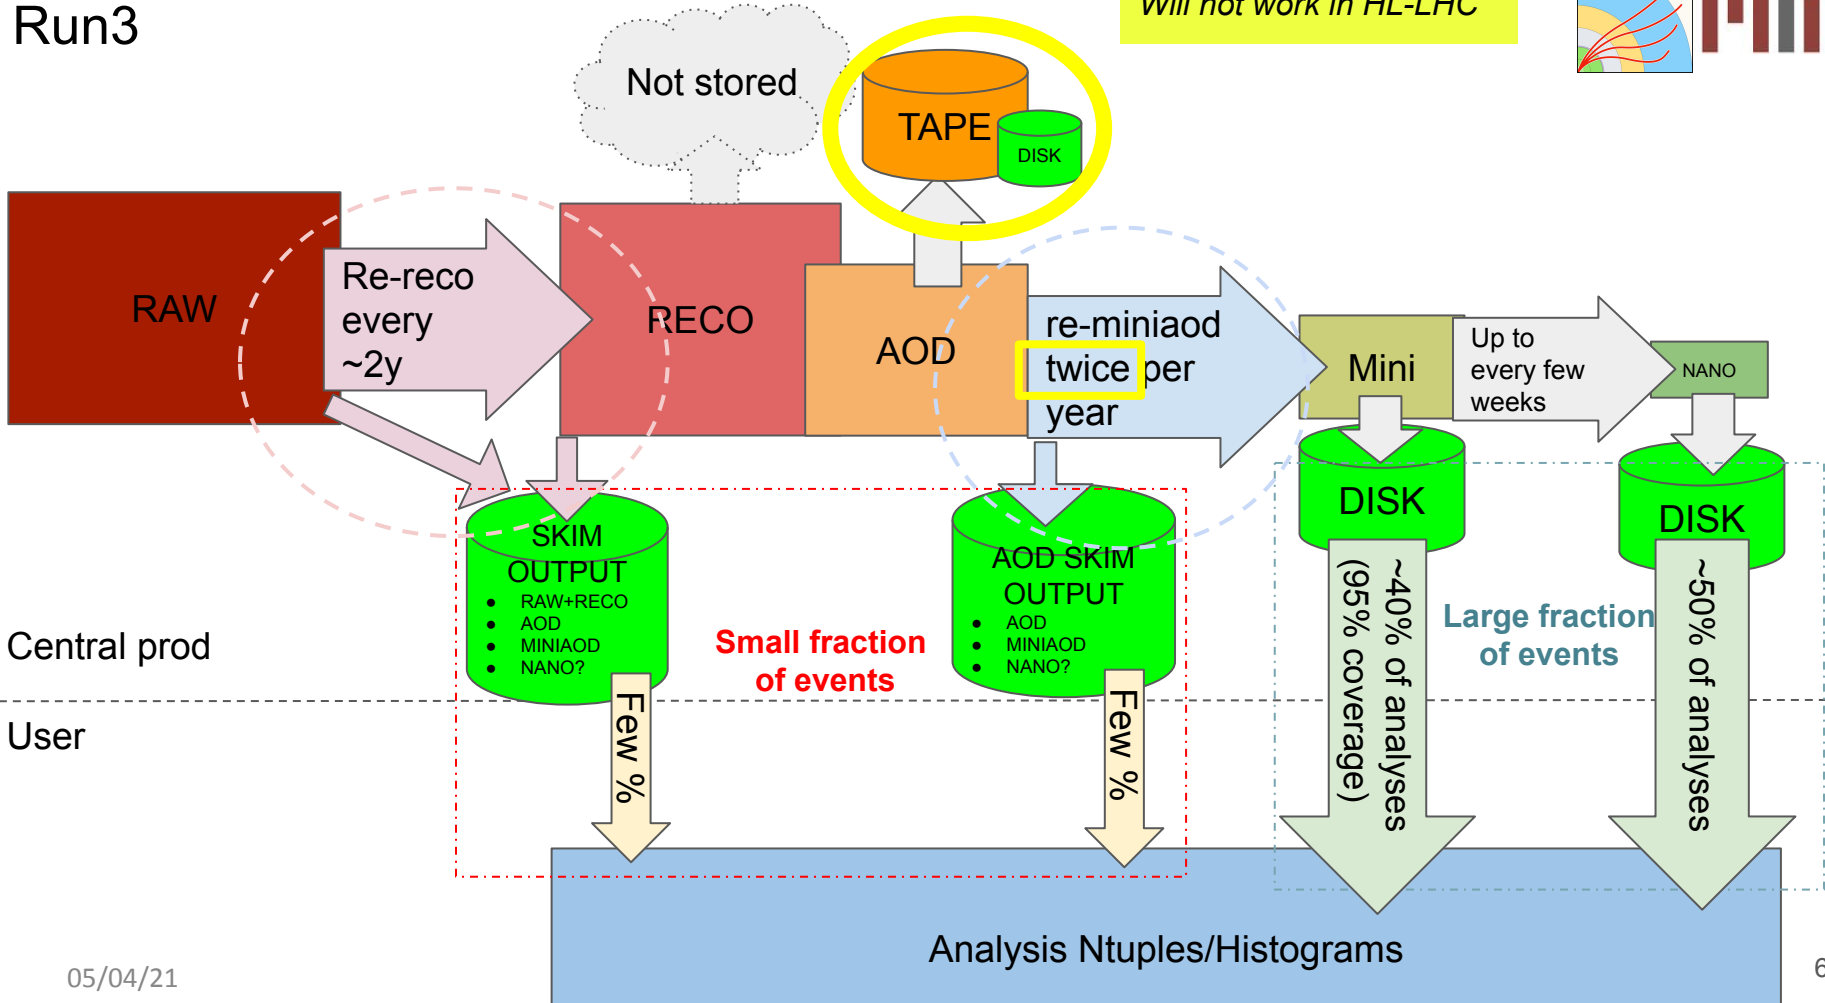 Run3
Will not work in HL-LHC
Not stored
TAPE
DISK
RAW
Re-reco
every
~2y
RECO
AOD
re-miniaod
twice per
year
Mini
Up to
every few
weeks
NANO
SKIM
OUTPUT
● RAW+RECO
● AOD
● MINIAOD
● NANO?
AOD SKIM
OUTPUT
● AOD
● MINIAOD
● NANO?
DISK
DISK
Small fraction
of events
Large fraction
of events
~40% of analyses
(95% coverage)
~50% of analyses
Central prod
User
Few %
Few %
Analysis Ntuples/Histograms
05/04/21
6